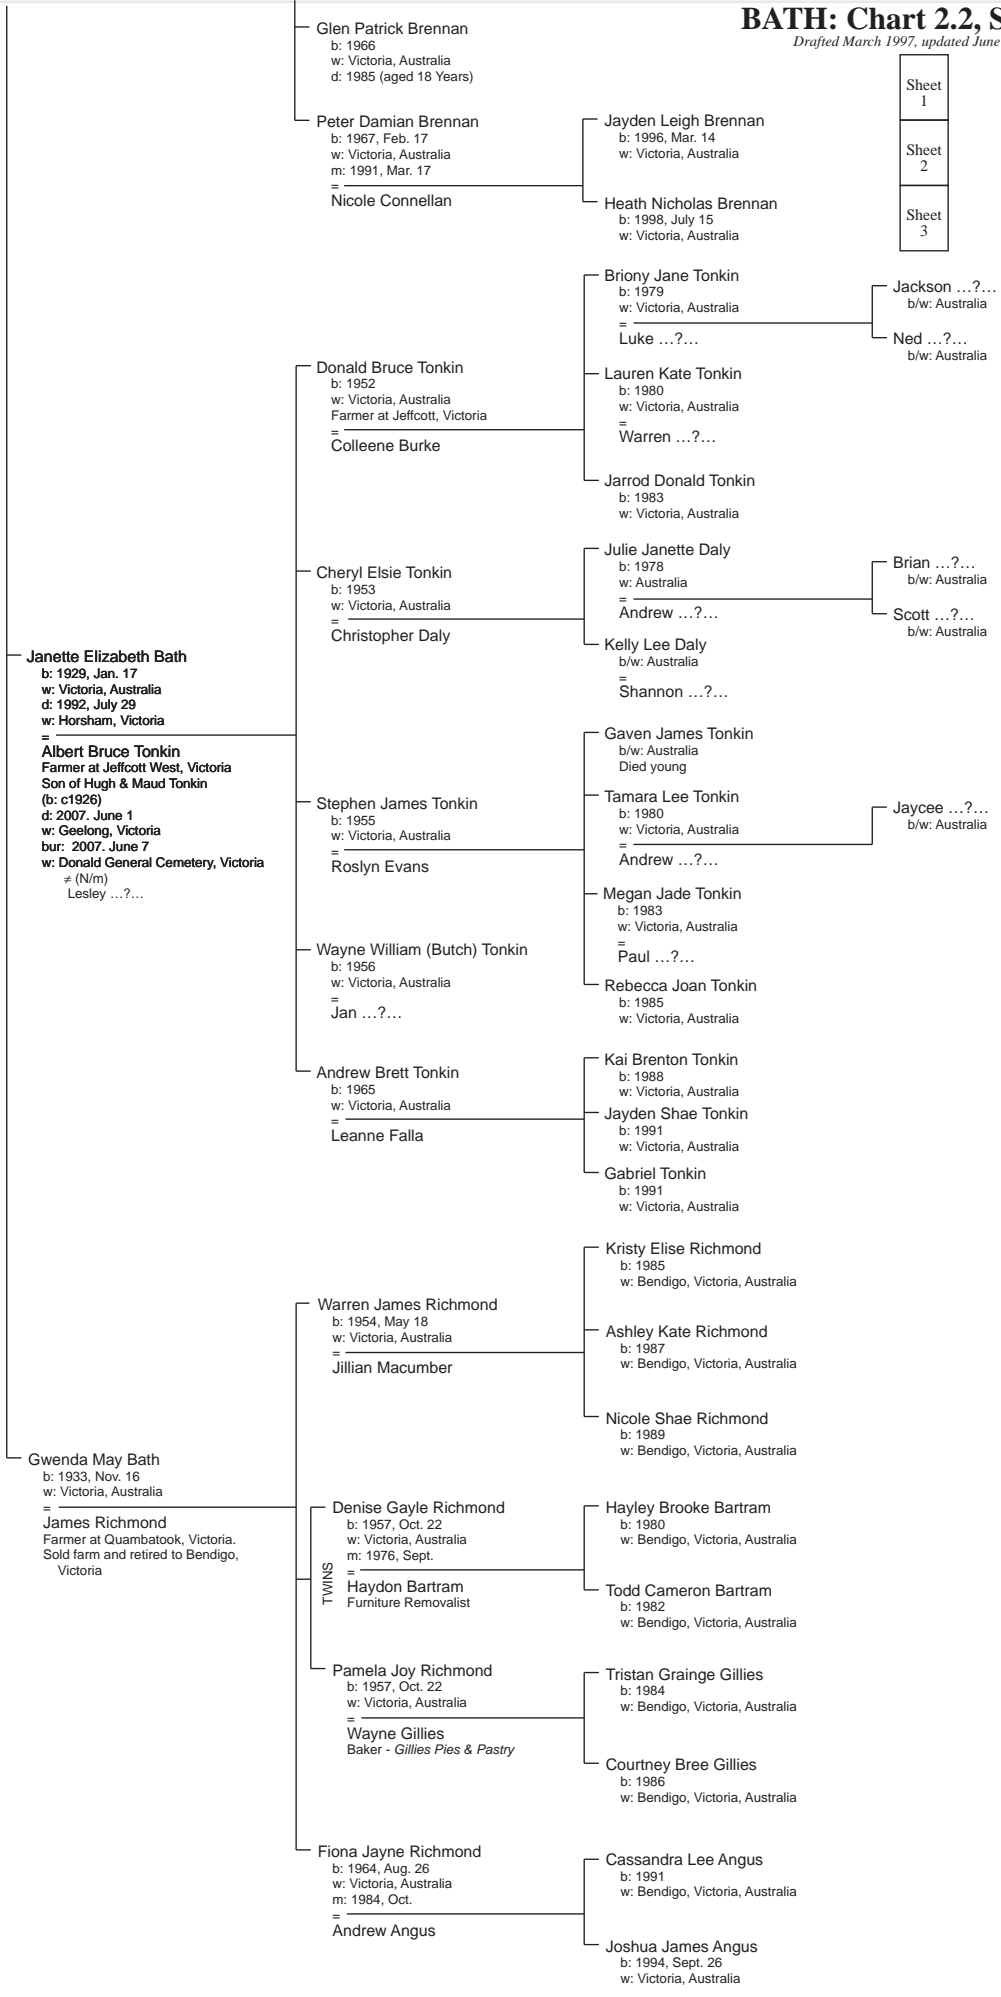 BATH: Chart 2.2, S
Drafted March 1997, updated June
Sheet
1
Sheet
2
Sheet
3
Glen Patrick Brennan
b: 1966
w: Victoria, Australia
d: 1985 (aged 18 Years)
Peter Damian Brennan
b: 1967, Feb. 17
w: Victoria, Australia
m: 1991, Mar. 17
=
Nicole Connellan
Jayden Leigh Brennan
b: 1996, Mar. 14
w: Victoria, Australia
Heath Nicholas Brennan
b: 1998, July 15
w: Victoria, Australia
Janette Elizabeth Bath
b: 1929, Jan. 17
w: Victoria, Australia
d: 1992, July 29
w: Horsham, Victoria
=
Albert Bruce Tonkin
Farmer at Jeffcott West, Victoria
Son of Hugh & Maud Tonkin
(b: c1926)
d: 2007. June 1
w: Geelong, Victoria
bur: 2007. June 7
w: Donald General Cemetery, Victoria
≠ (N/m)
Lesley …?…
Donald Bruce Tonkin
b: 1952
w: Victoria, Australia
Farmer at Jeffcott, Victoria
=
Colleene Burke
Briony Jane Tonkin
b: 1979
w: Victoria, Australia
=
Luke …?…
Jackson …?…
b/w: Australia
Ned …?…
b/w: Australia
Lauren Kate Tonkin
b: 1980
w: Victoria, Australia
=
Warren …?…
Jarrod Donald Tonkin
b: 1983
w: Victoria, Australia
Cheryl Elsie Tonkin
b: 1953
w: Victoria, Australia
=
Christopher Daly
Julie Janette Daly
b: 1978
w: Australia
=
Andrew …?…
Brian …?…
b/w: Australia
Scott …?…
b/w: Australia
Kelly Lee Daly
b/w: Australia
=
Shannon …?…
Stephen James Tonkin
b: 1955
w: Victoria, Australia
=
Roslyn Evans
Gaven James Tonkin
b/w: Australia
Died young
Tamara Lee Tonkin
b: 1980
w: Victoria, Australia
=
Andrew …?…
Jaycee …?…
b/w: Australia
Megan Jade Tonkin
b: 1983
w: Victoria, Australia
=
Paul …?…
Rebecca Joan Tonkin
b: 1985
w: Victoria, Australia
Wayne William (Butch) Tonkin
b: 1956
w: Victoria, Australia
=
Jan …?…
Andrew Brett Tonkin
b: 1965
w: Victoria, Australia
=
Leanne Falla
Kai Brenton Tonkin
b: 1988
w: Victoria, Australia
Jayden Shae Tonkin
b: 1991
w: Victoria, Australia
Gabriel Tonkin
b: 1991
w: Victoria, Australia
Gwenda May Bath
b: 1933, Nov. 16
w: Victoria, Australia
=
James Richmond
Farmer at Quambatook, Victoria.
Sold farm and retired to Bendigo,
Victoria
Warren James Richmond
b: 1954, May 18
w: Victoria, Australia
=
Jillian Macumber
Kristy Elise Richmond
b: 1985
w: Bendigo, Victoria, Australia
Ashley Kate Richmond
b: 1987
w: Bendigo, Victoria, Australia
Nicole Shae Richmond
b: 1989
w: Bendigo, Victoria, Australia
TWINS
Denise Gayle Richmond
b: 1957, Oct. 22
w: Victoria, Australia
m: 1976, Sept.
=
Haydon Bartram
Furniture Removalist
Hayley Brooke Bartram
b: 1980
w: Bendigo, Victoria, Australia
Todd Cameron Bartram
b: 1982
w: Bendigo, Victoria, Australia
Pamela Joy Richmond
b: 1957, Oct. 22
w: Victoria, Australia
=
Wayne Gillies
Baker - Gillies Pies & Pastry
Tristan Grainge Gillies
b: 1984
w: Bendigo, Victoria, Australia
Courtney Bree Gillies
b: 1986
w: Bendigo, Victoria, Australia
Fiona Jayne Richmond
b: 1964, Aug. 26
w: Victoria, Australia
m: 1984, Oct.
=
Andrew Angus
Cassandra Lee Angus
b: 1991
w: Bendigo, Victoria, Australia
Joshua James Angus
b: 1994, Sept. 26
w: Victoria, Australia